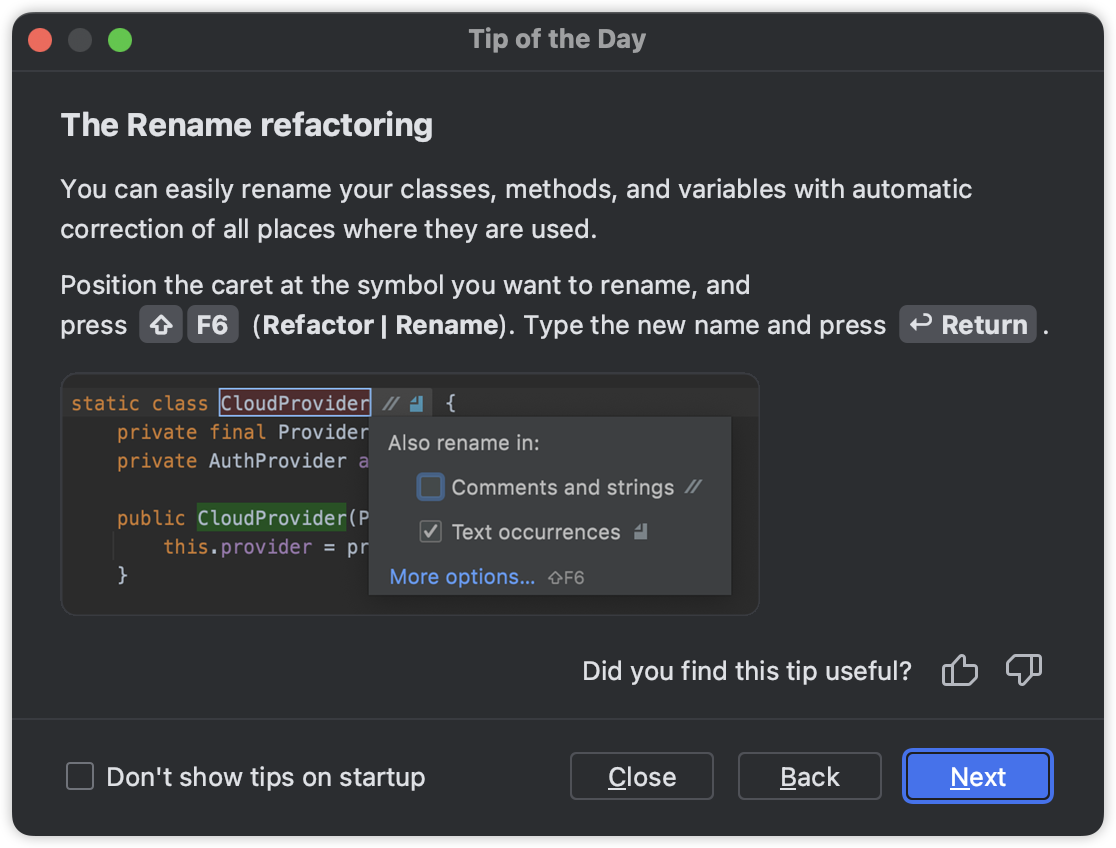 Tip of the Day
The Rename refactoring
You can easily rename your classes, methods, and variables with automatic
correction of all places where they are used.
Position the caret at the symbol you want to rename, and
press ⇧ F6 (Refactor | Rename). Type the new name and press ↩ Return .
static class CloudProvider // {
private final Provider
Also rename in:
private AuthProvider a
Comments and strings //
public CloudProvider(P
Text occurrences
this.provider = pr
}
More options... ⇧F6
Did you find this tip useful?
Don't show tips on startup
Close
Back
Next